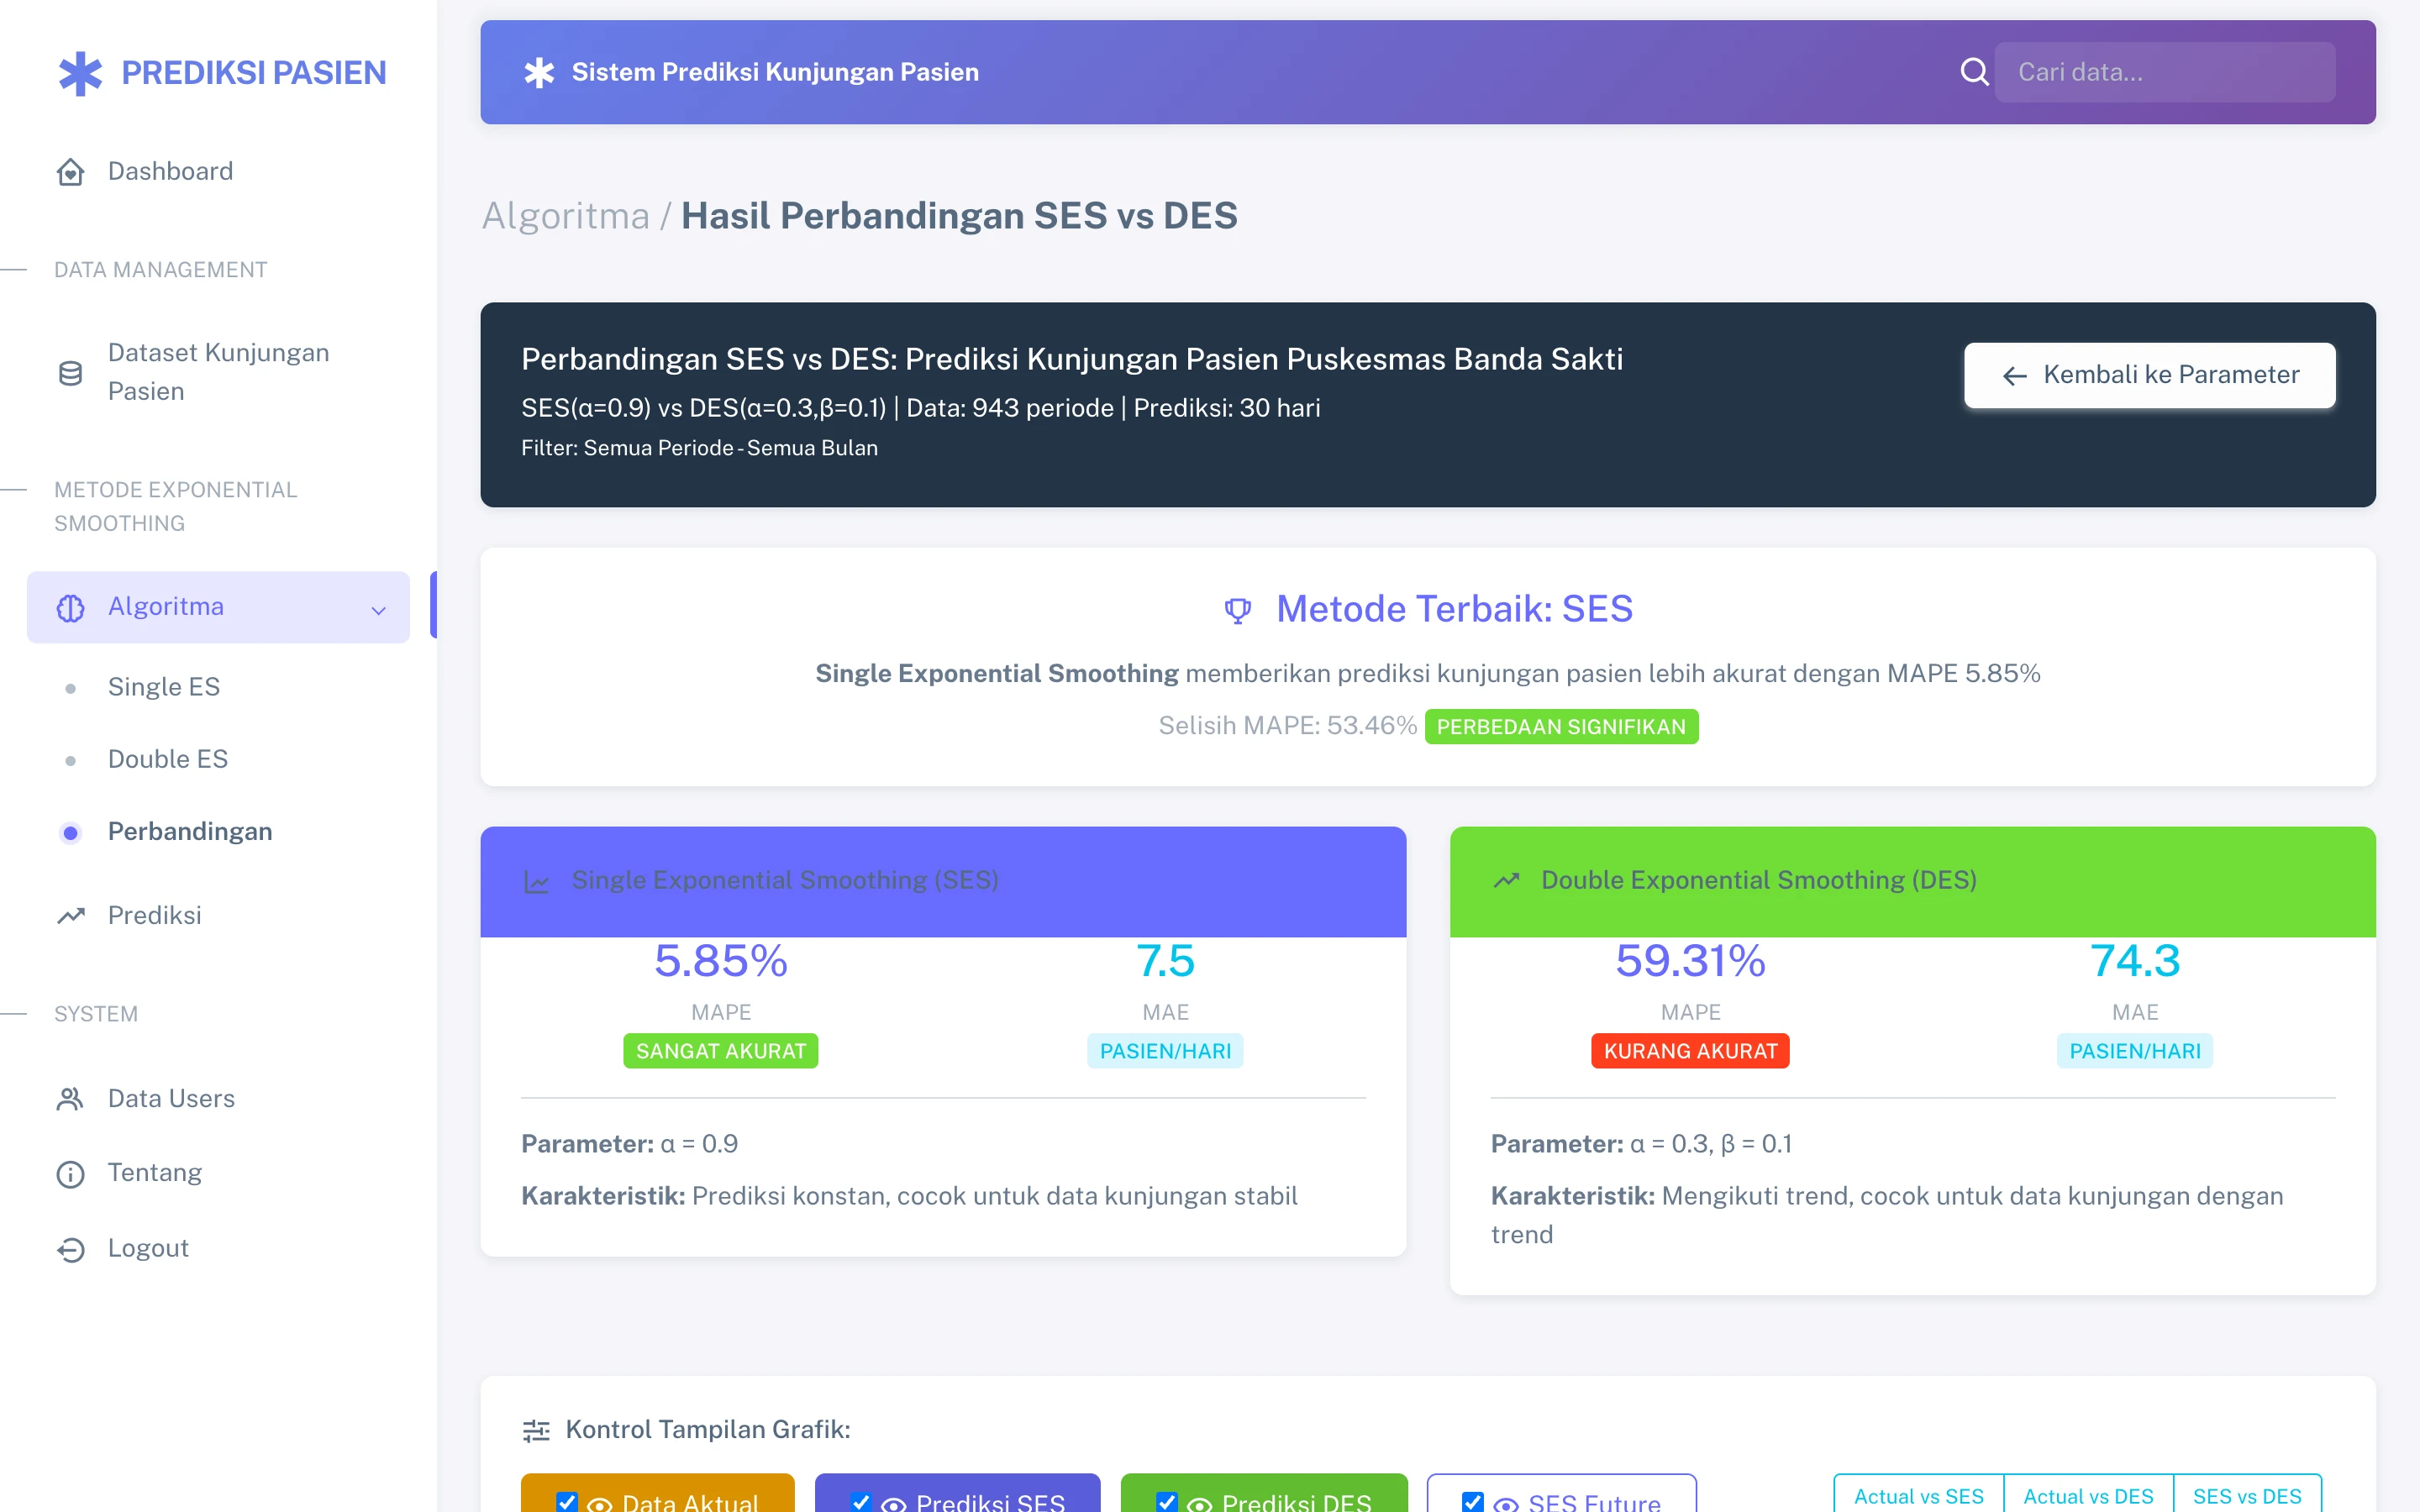 PREDIKSI PASIEN
Dashboard
DATA MANAGEMENT
Dataset Kunjungan
Pasien
METODE EXPONENTIAL
SMOOTHING
Algoritma
Single ES
Double ES
Perbandingan
Prediksi
SYSTEM
Data Users
Tentang
Logout
Sistem Prediksi Kunjungan Pasien
Cari data...
Algoritma / Hasil Perbandingan SES vs DES
Perbandingan SES vs DES: Prediksi Kunjungan Pasien Puskesmas Banda Sakti
SES(α=0.9) vs DES(α=0.3,β=0.1) | Data: 943 periode | Prediksi: 30 hari
Filter: Semua Periode - Semua Bulan
Kembali ke Parameter
Metode Terbaik: SES
Single Exponential Smoothing memberikan prediksi kunjungan pasien lebih akurat dengan MAPE 5.85%
Selisih MAPE: 53.46% PERBEDAAN SIGNIFIKAN
Single Exponential Smoothing (SES)
5.85%
MAPE
SANGAT AKURAT
7.5
MAE
PASIEN/HARI
Parameter: α = 0.9
Karakteristik: Prediksi konstan, cocok untuk data kunjungan stabil
Double Exponential Smoothing (DES)
59.31%
MAPE
KURANG AKURAT
74.3
MAE
PASIEN/HARI
Parameter: α = 0.3, β = 0.1
Karakteristik: Mengikuti trend, cocok untuk data kunjungan dengan
trend
Kontrol Tampilan Grafik:
Data Aktual
Prediksi SES
Prediksi DES
SES Future
Actual vs SES
Actual vs DES
SES vs DES